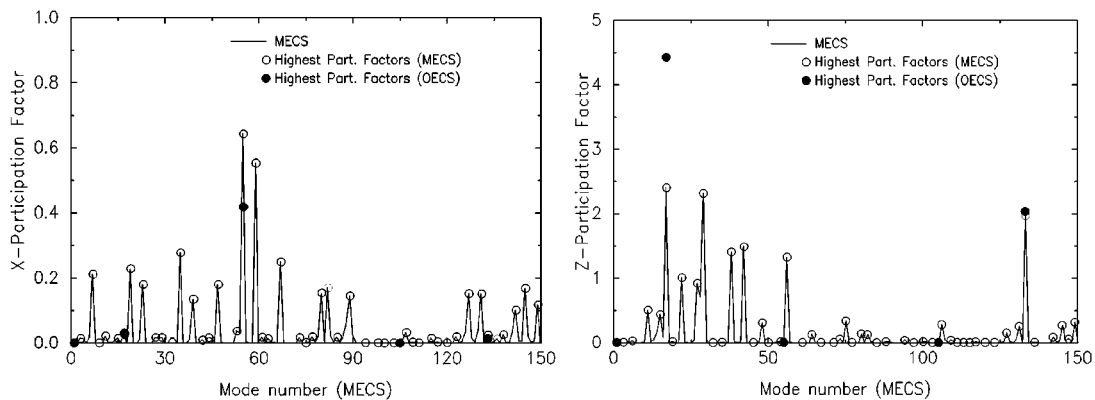 X-Participation Factor
1.0
0.8
0.6
0.4
0.2
0.0
MECS
Highest Part. Factors (MECS)
Highest Part. Factors (OECS)
0 30 60 90 120 150
Mode number (MECS)
Z-Participation Factor
5
4
3
2
1
0
MECS
Highest Part. Factors (MECS)
Highest Part. Factors (OECS)
0 50 100 150
Mode number (MECS)